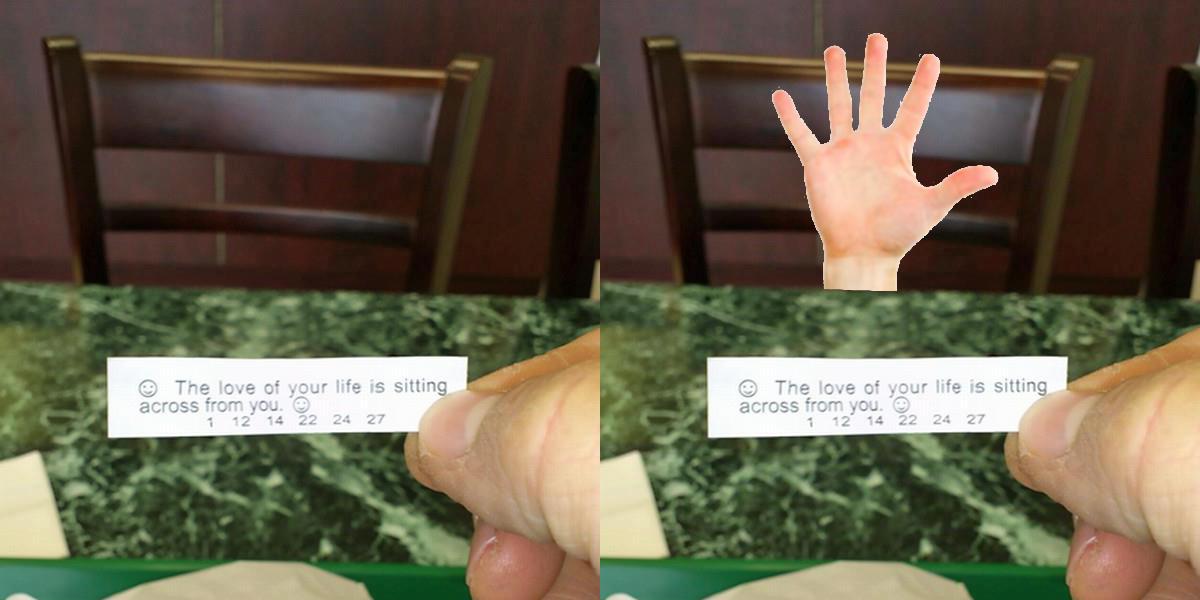 ☺ The love of your life is sitting
across from you. ☺
1 12 14 22 24 27
☺ The love of your life is sitting
across from you. ☺
1 12 14 22 24 27